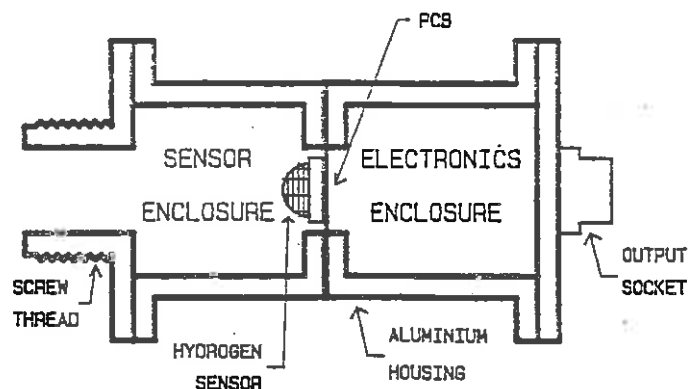 PCB
SENSOR
ENCLOSURE
ELECTRONICS
ENCLOSURE
OUTPUT
SOCKET
SCREW
THREAD
HYDROGEN
SENSOR
ALUMINIUM
HOUSING